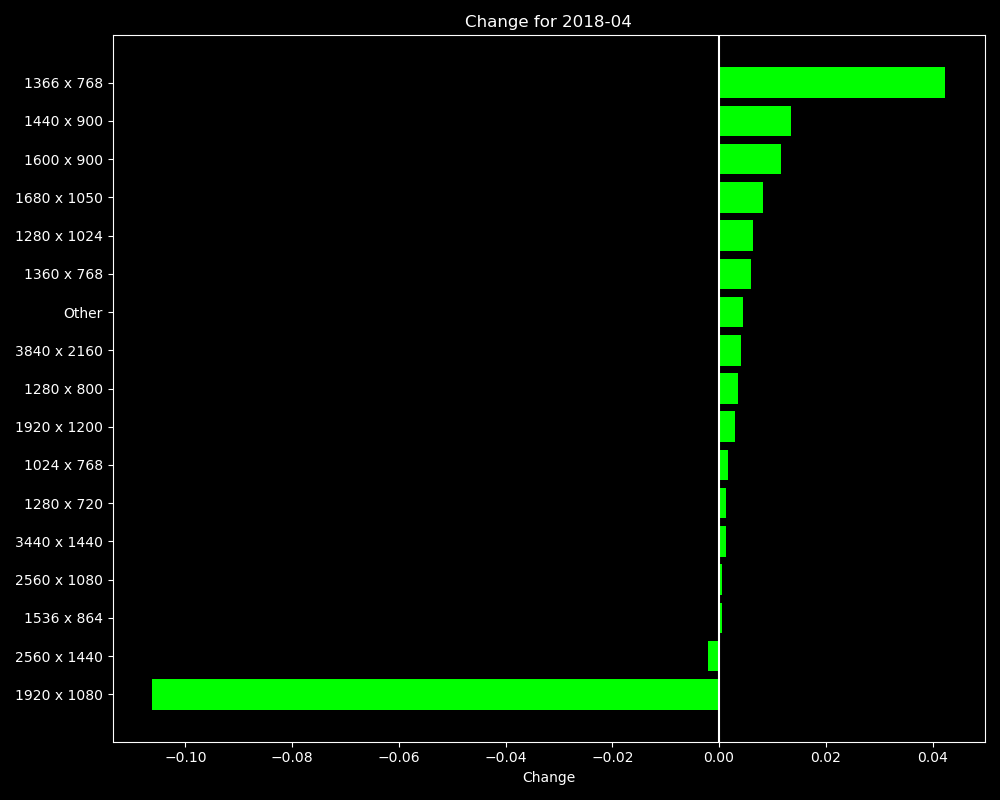 Change for 2018-04
1366 x 768
1440 x 900
1600 x 900
1680 x 1050
1280 x 1024
1360 x 768
Other
3840 x 2160
1280 x 800
1920 x 1200
1024 x 768
1280 x 720
3440 x 1440
2560 x 1080
1536 x 864
2560 x 1440
1920 x 1080
−0.10 −0.08 −0.06 −0.04 −0.02 0.00 0.02 0.04
Change